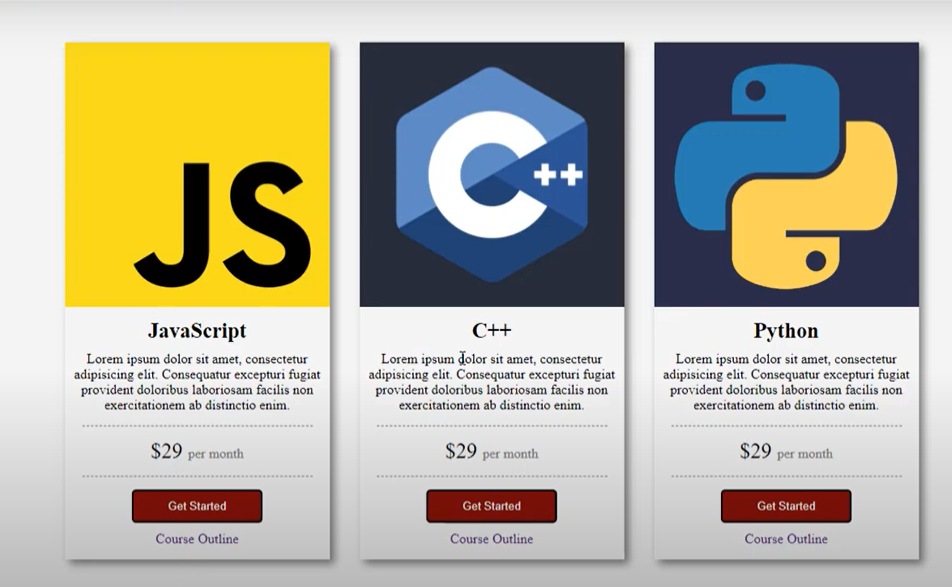 JS
C++
JavaScript
Lorem ipsum dolor sit amet, consectetur
adipisicing elit. Consequatur excepturi fugiat
provident doloribus laboriosam facilis non
exercitationem ab distinctio enim.
$29 per month
Get Started
Course Outline
C++
Lorem ipsum dolor sit amet, consectetur
adipisicing elit. Consequatur excepturi fugiat
provident doloribus laboriosam facilis non
exercitationem ab distinctio enim.
$29 per month
Get Started
Course Outline
Python
Lorem ipsum dolor sit amet, consectetur
adipisicing elit. Consequatur excepturi fugiat
provident doloribus laboriosam facilis non
exercitationem ab distinctio enim.
$29 per month
Get Started
Course Outline